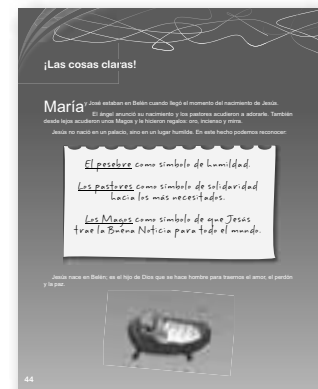 ¡Las cosas claras!
María y José estaban en Belén cuando llegó el momento del nacimiento de Jesús.
El ángel anunció su nacimiento y los pastores acudieron a adorarle. También
desde lejos acudieron unos Magos y le hicieron regalos: oro, incienso y mirra.
Jesús no nació en un palacio, sino en un lugar humilde. En este hecho podemos reconocer:
El pesebre como símbolo de humildad.
Los pastores como símbolo de solidaridad
hacia los más necesitados.
Los Magos como símbolo de que Jesús
trae la Buena Noticia para todo el mundo.
Jesús nace en Belén; es el hijo de Dios que se hace hombre para traernos el amor, el perdón
y la paz.
44